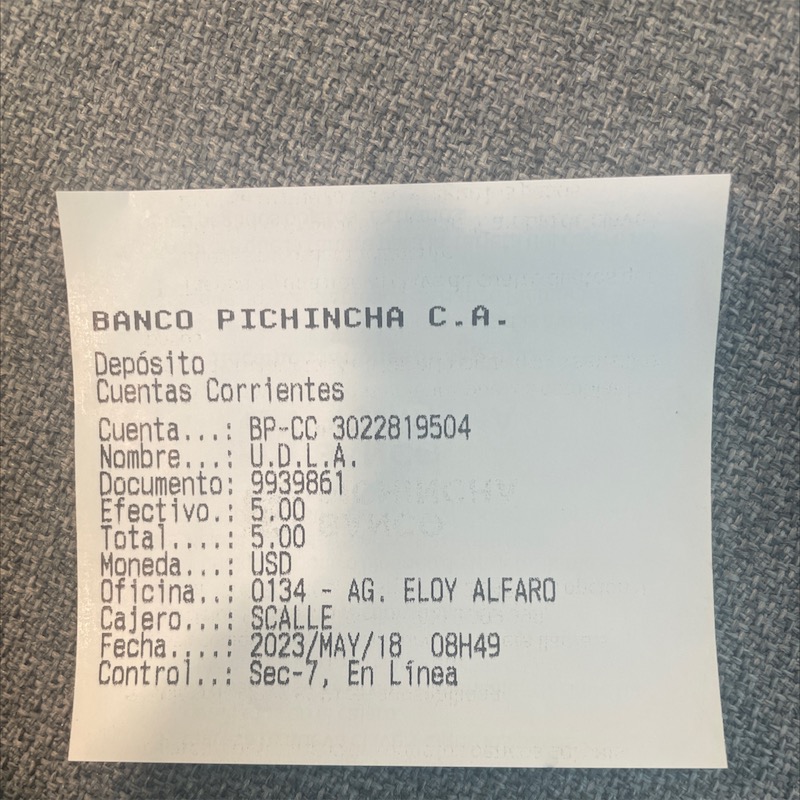 BANCO PICHINCHA C.A.
Depósito
Cuentas Corrientes
Cuenta...: BP-CC 3022819504
Nombre...: U.D.L.A.
Documento: 9939861
Efectivo.: 5.00
Total....: 5.00
Moneda...: USD
Oficina..: 0134 - AG. ELOY ALFARO
Cajero...: SCALLE
Fecha....: 2023/MAY/18 08H49
Control..: Sec-7, En Línea